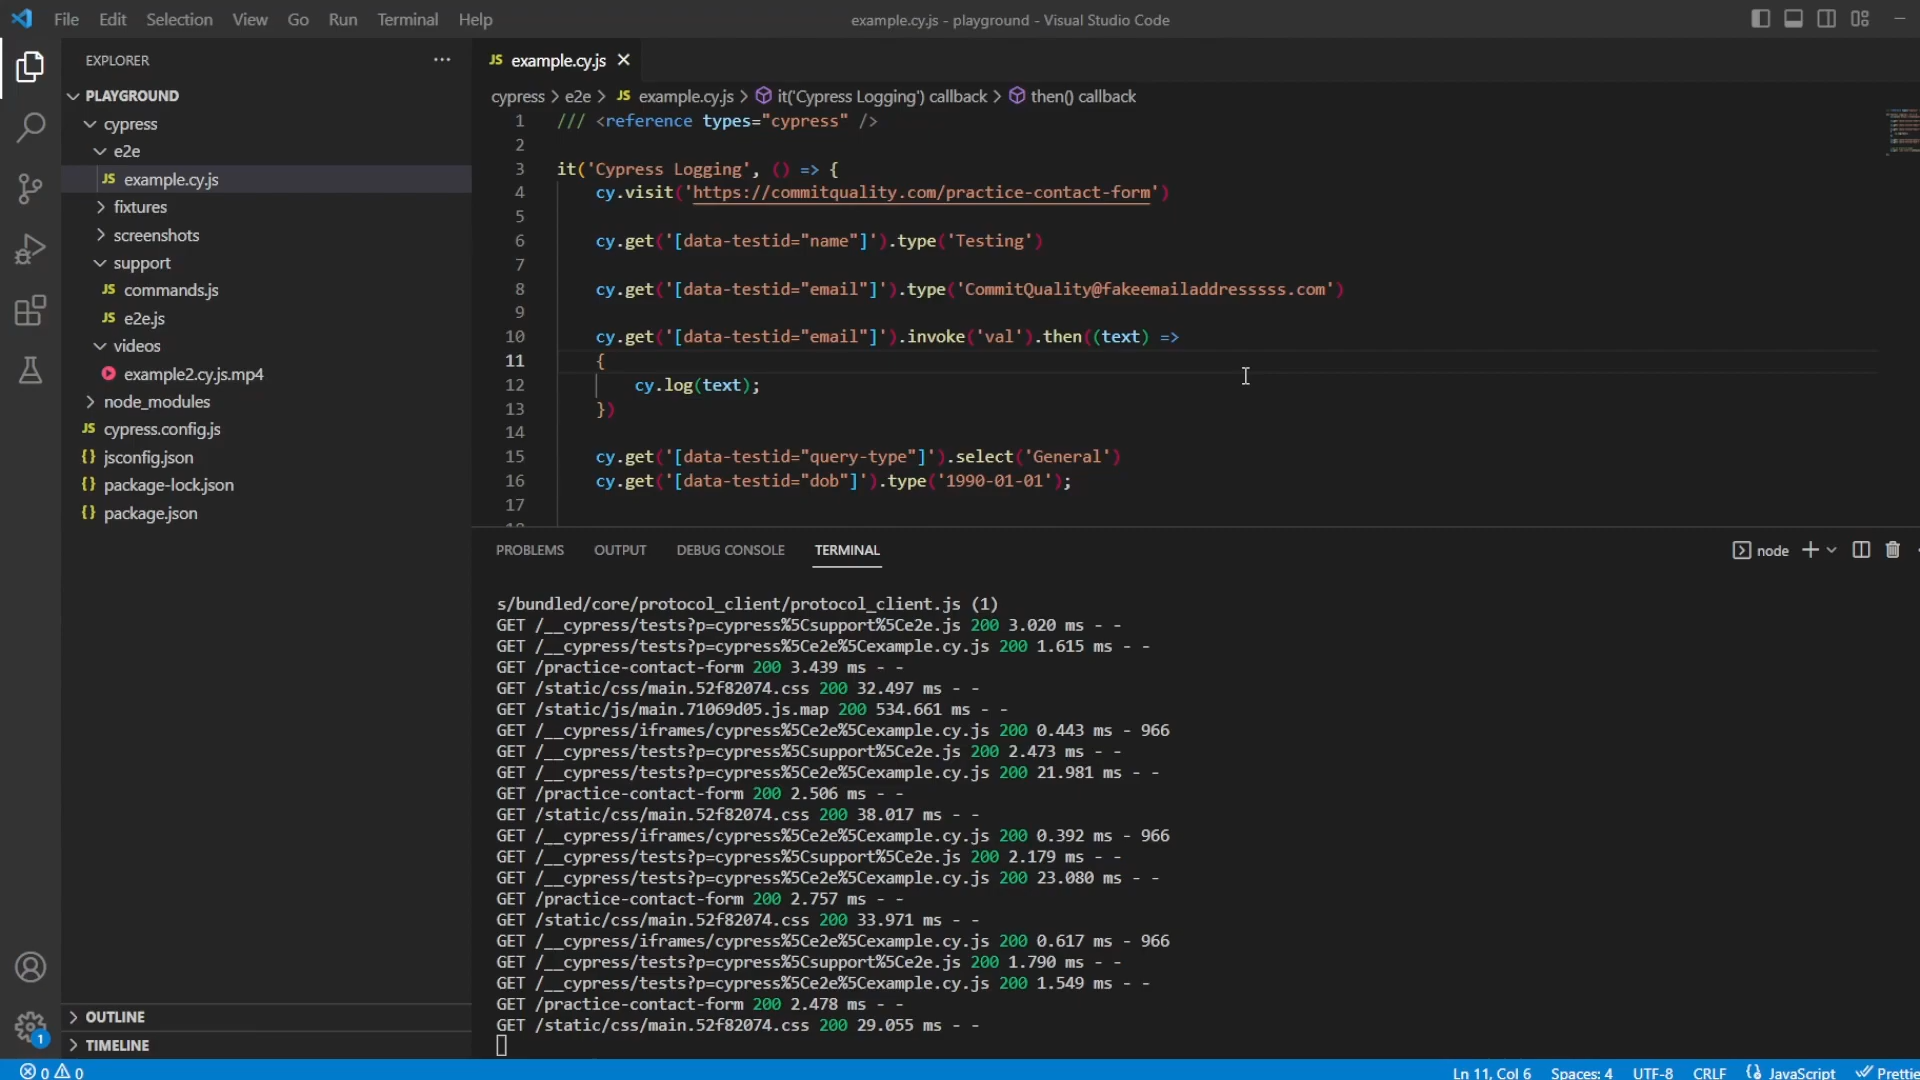 File Edit Selection View Go Run Terminal Help
example.cy.js - playground - Visual Studio Code
EXPLORER
PLAYGROUND
cypress
e2e
JS example.cy.js
fixtures
screenshots
support
JS commands.js
JS e2e.js
videos
example2.cy.js.mp4
node_modules
JS cypress.config.js
{} jsconfig.json
{} package-lock.json
{} package.json
OUTLINE
TIMELINE
1
JS example.cy.js
cypress > e2e > JS example.cy.js > it('Cypress Logging') callback > then() callback
1 /// <reference types="cypress" />
2
3 it('Cypress Logging', () => {
4 cy.visit('https://commitquality.com/practice-contact-form')
5
6 cy.get('[data-testid="name"]').type('Testing')
7
8 cy.get('[data-testid="email"]').type('CommitQuality@fakeemailaddresssss.com')
9
10 cy.get('[data-testid="email"]').invoke('val').then((text) =>
11 {
12 cy.log(text);
13 })
14
15 cy.get('[data-testid="query-type"]').select('General')
16 cy.get('[data-testid="dob"]').type('1990-01-01');
17
PROBLEMS OUTPUT DEBUG CONSOLE TERMINAL
node
s/bundled/core/protocol_client/protocol_client.js (1)
GET /__cypress/tests?p=cypress%5Csupport%5Ce2e.js 200 3.020 ms - -
GET /__cypress/tests?p=cypress%5Ce2e%5Cexample.cy.js 200 1.615 ms - -
GET /practice-contact-form 200 3.439 ms - -
GET /static/css/main.52f82074.css 200 32.497 ms - -
GET /static/js/main.71069d05.js.map 200 534.661 ms - -
GET /__cypress/iframes/cypress%5Ce2e%5Cexample.cy.js 200 0.443 ms - 966
GET /__cypress/tests?p=cypress%5Csupport%5Ce2e.js 200 2.473 ms - -
GET /__cypress/tests?p=cypress%5Ce2e%5Cexample.cy.js 200 21.981 ms - -
GET /practice-contact-form 200 2.506 ms - -
GET /static/css/main.52f82074.css 200 38.017 ms - -
GET /__cypress/iframes/cypress%5Ce2e%5Cexample.cy.js 200 0.392 ms - 966
GET /__cypress/tests?p=cypress%5Csupport%5Ce2e.js 200 2.179 ms - -
GET /__cypress/tests?p=cypress%5Ce2e%5Cexample.cy.js 200 23.080 ms - -
GET /practice-contact-form 200 2.757 ms - -
GET /static/css/main.52f82074.css 200 33.971 ms - -
GET /__cypress/iframes/cypress%5Ce2e%5Cexample.cy.js 200 0.617 ms - 966
GET /__cypress/tests?p=cypress%5Csupport%5Ce2e.js 200 1.790 ms - -
GET /__cypress/tests?p=cypress%5Ce2e%5Cexample.cy.js 200 1.549 ms - -
GET /practice-contact-form 200 2.478 ms - -
GET /static/css/main.52f82074.css 200 29.055 ms - -
0 0
Ln 11, Col 6 Spaces: 4 UTF-8 CRLF JavaScript Prettie